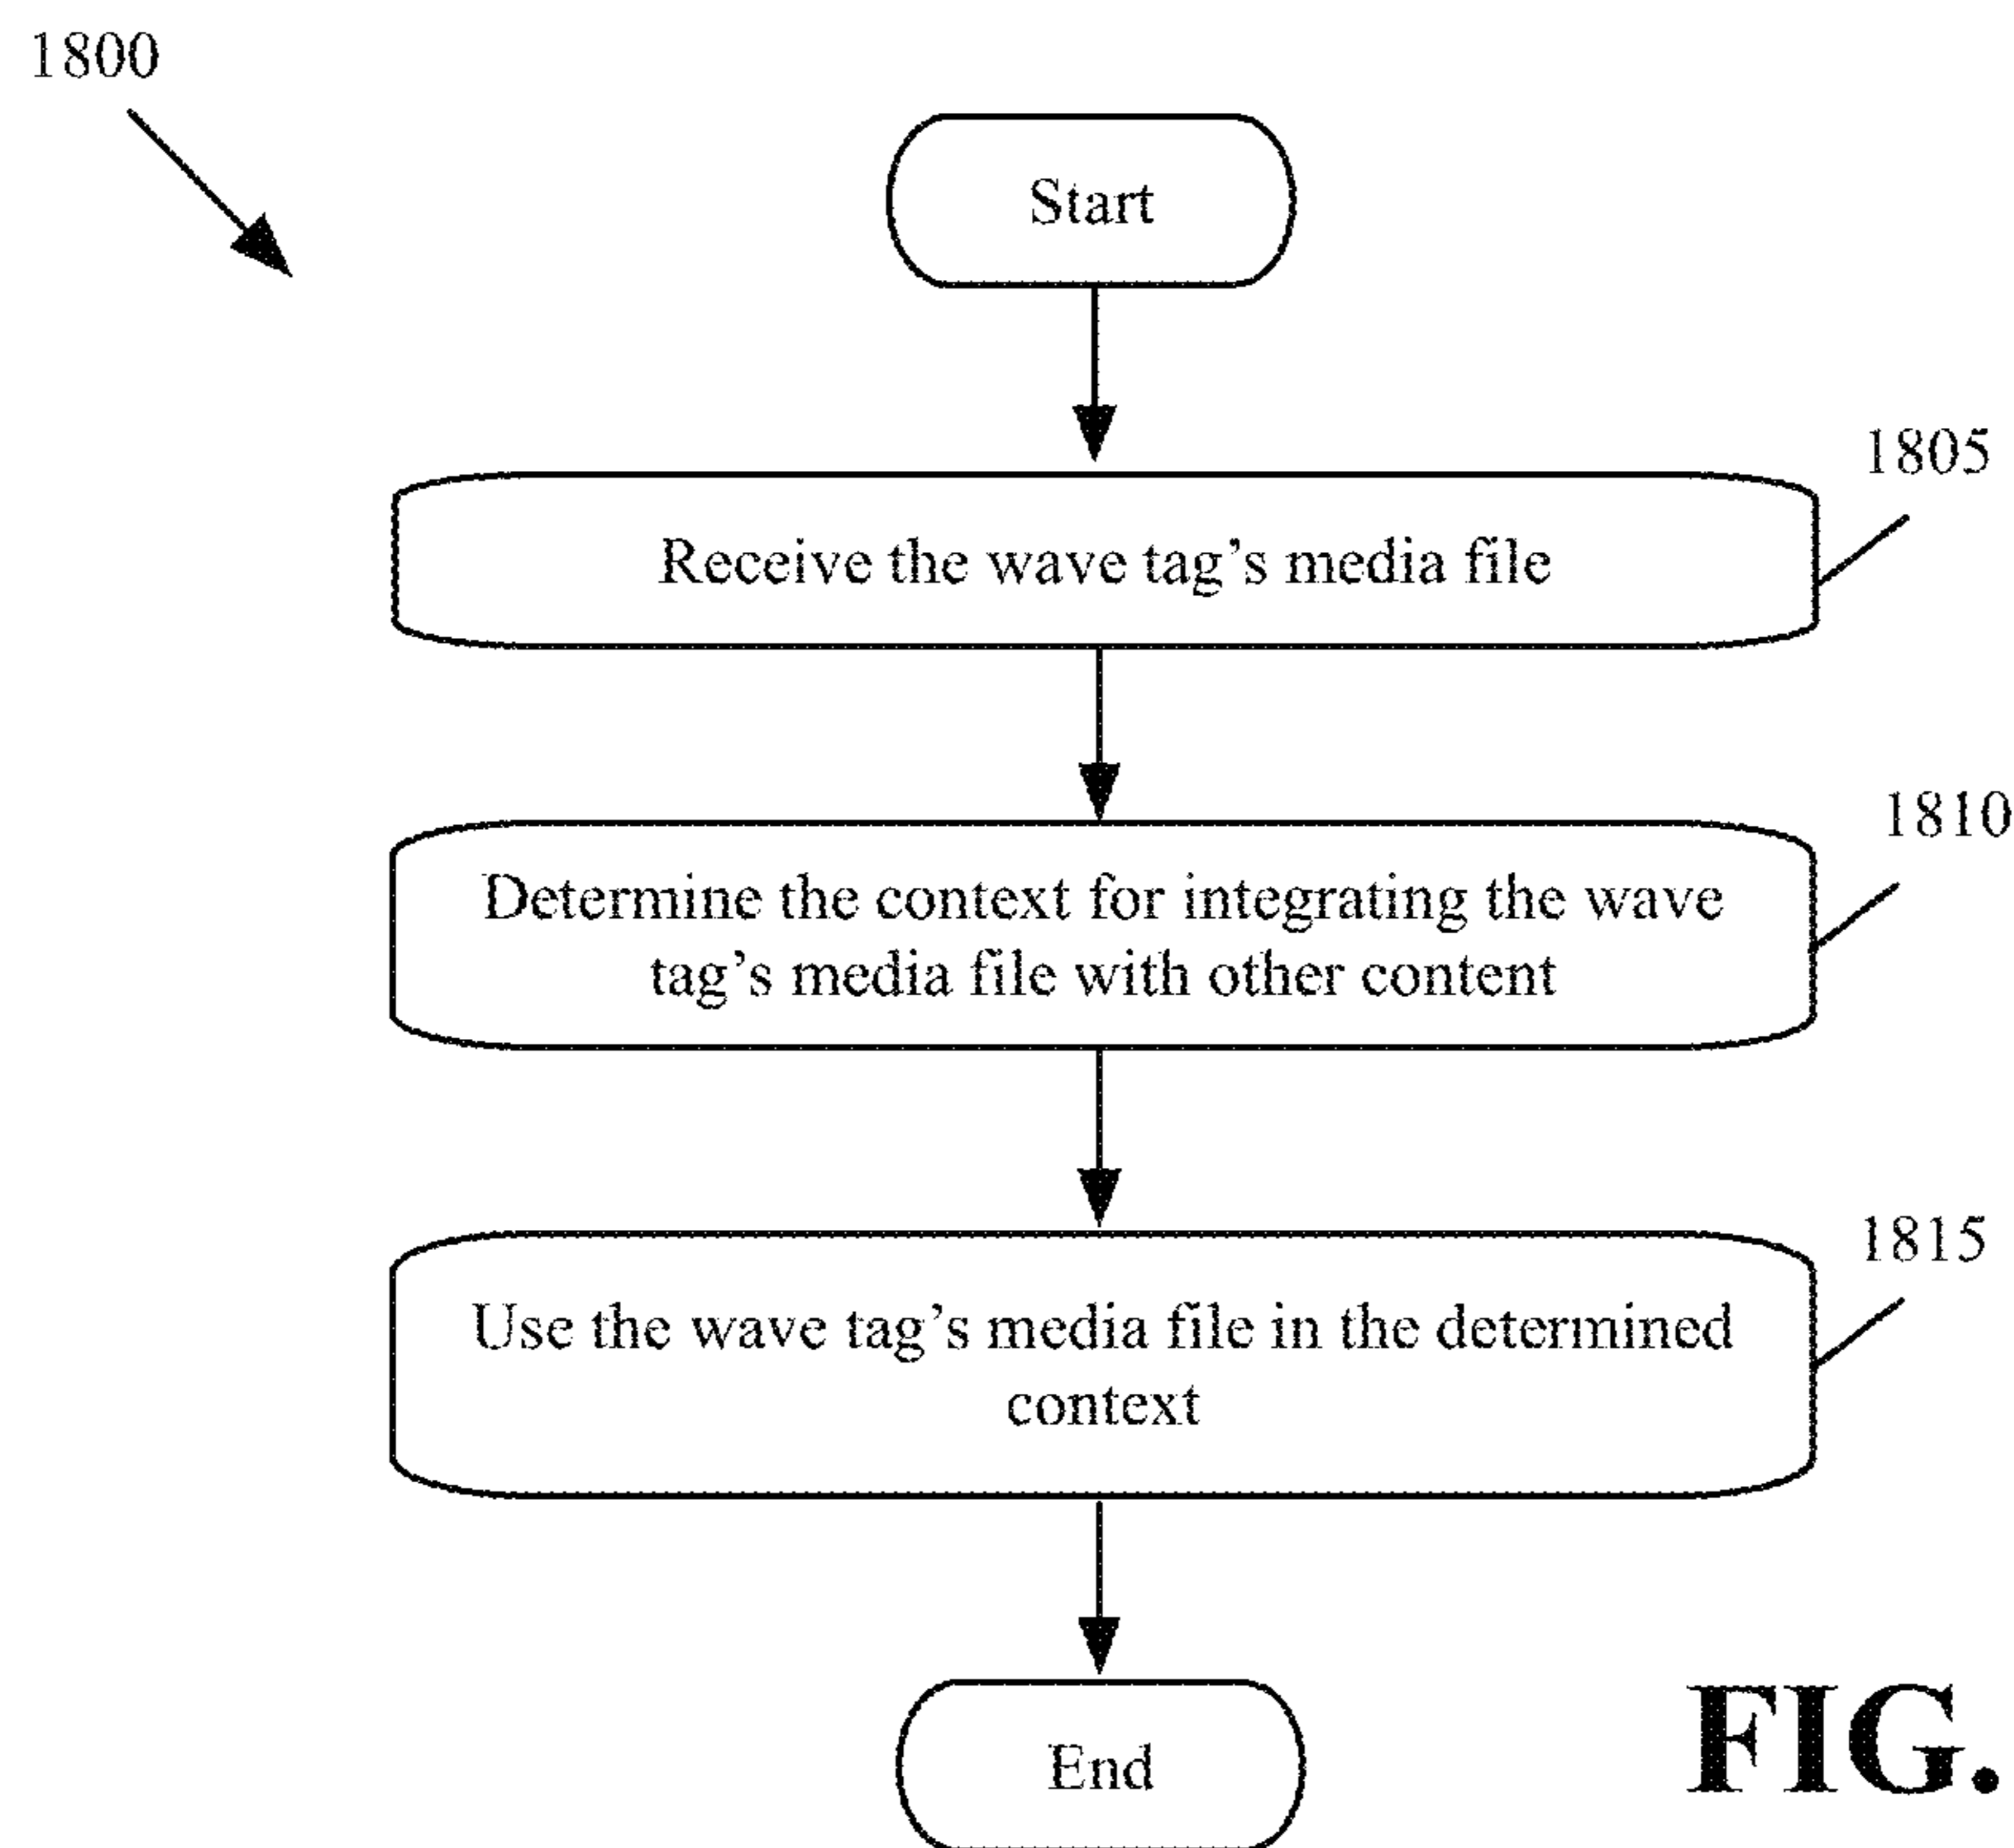 1800
Start
1805
Receive the wave tag’s media file
1810
Determine the context for integrating the wave
tag’s media file with other content
1815
Use the wave tag’s media file in the determined
context
End
FIG.